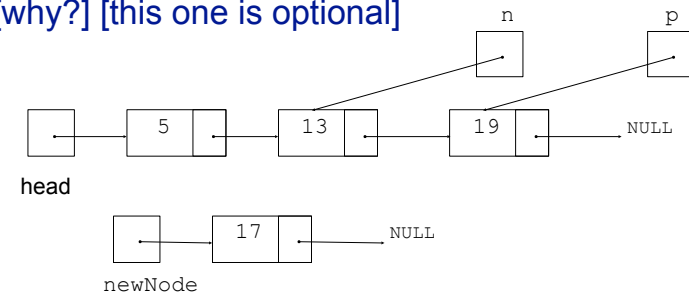 [why?] [this one is optional]
n p
5 13 19 NULL
head
17 NULL
newNode